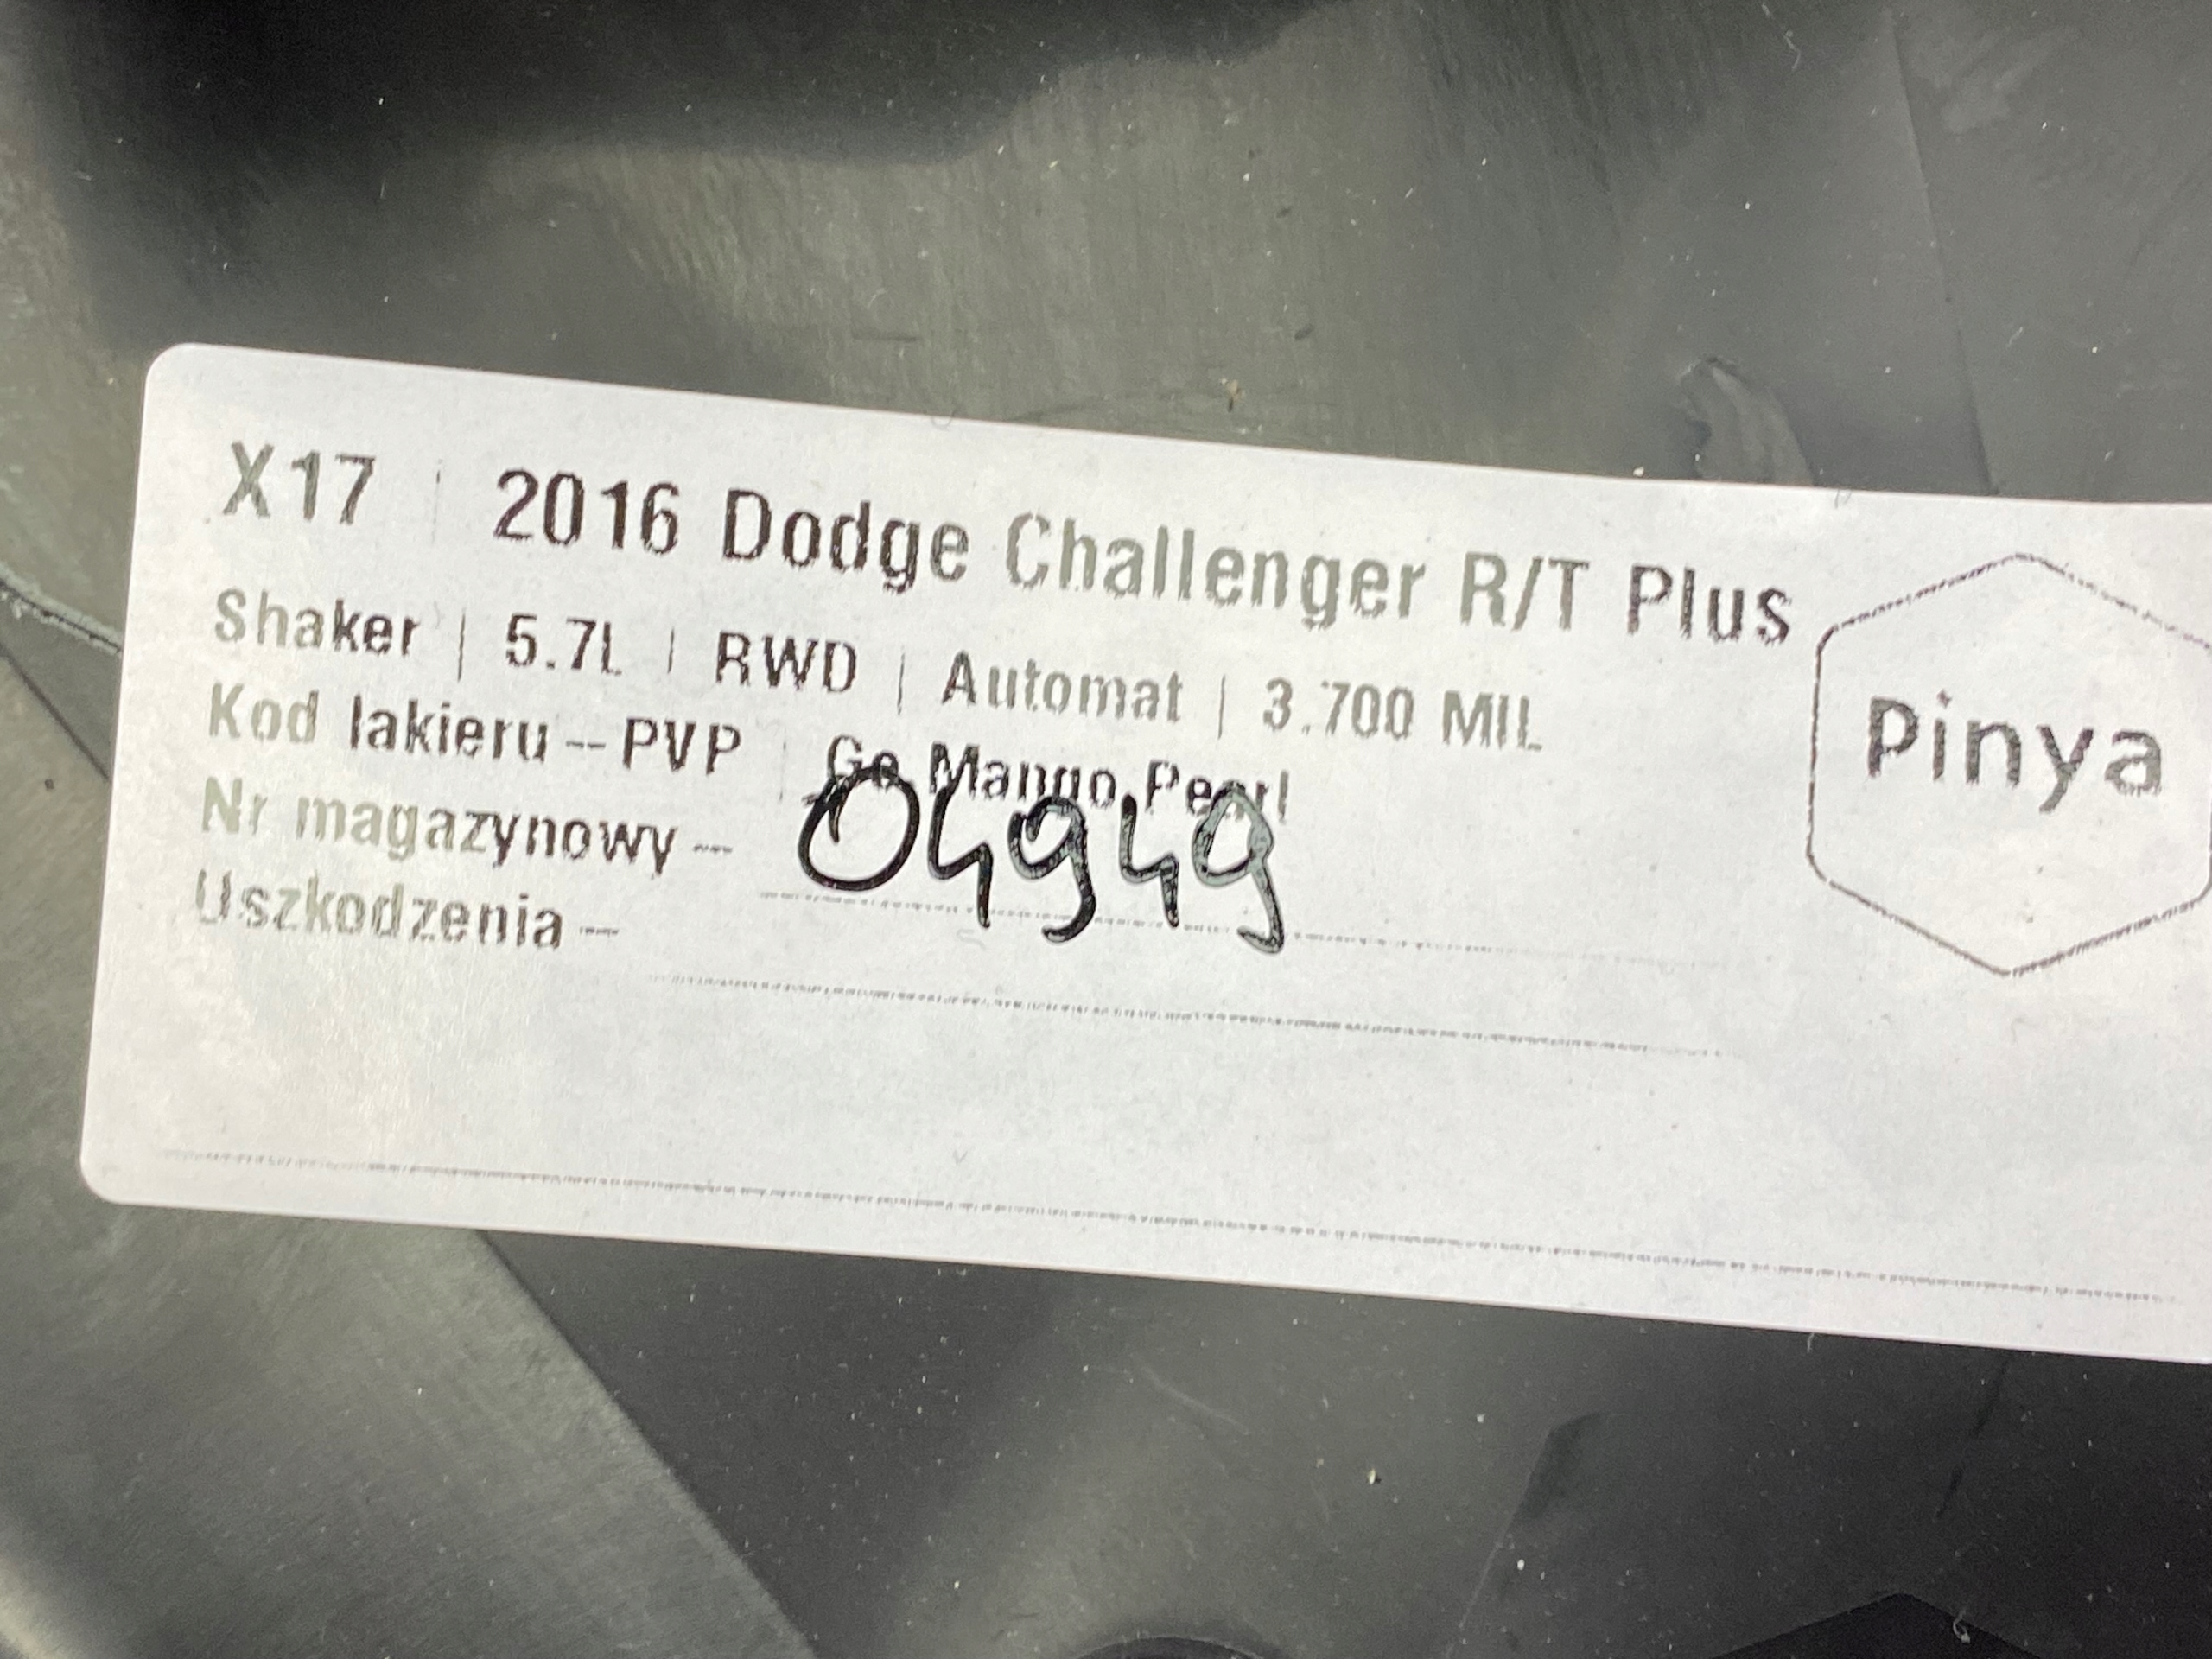 X17 | 2016 Dodge Challenger R/T Plus
Shaker | 5.7L | RWD | Automat | 3.700 MIL
Kod lakieru -- PVP | Go Mango Pearl
Nr magazynowy -- 04949
Uszkodzenia --
Pinya